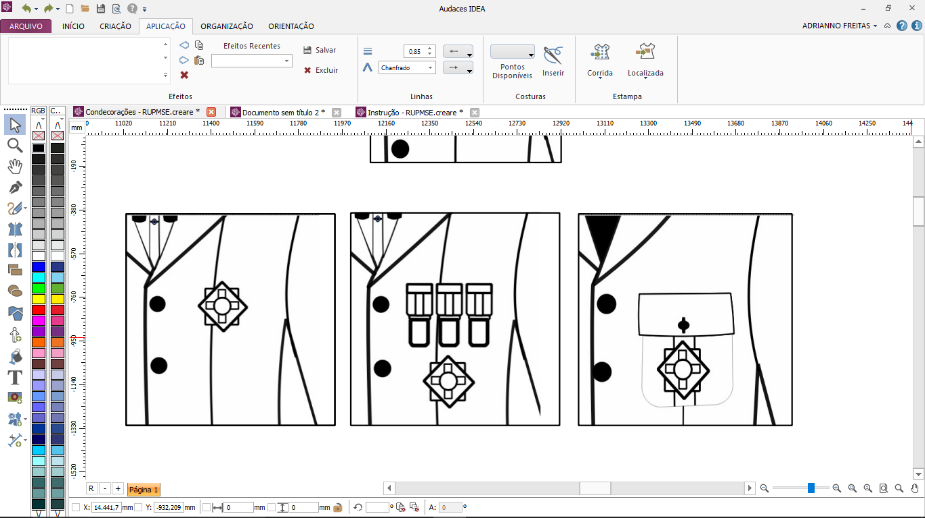 Audaces IDEA
ARQUIVO INÍCIO CRIAÇÃO APLICAÇÃO ORGANIZAÇÃO ORIENTAÇÃO ADRIANNO FREITAS
Efeitos Recentes
Salvar
Excluir
Efeitos
0,85
Chanfrado
Linhas
Pontos
Disponíveis
Inserir
Costuras
Corrida
Localizada
Estampa
RGB C...
Condecorações - RUPMSE.creare *
Documento sem título 2 *
Instrução - RUPMSE.creare *
mm
11020 11210 11400 11590 11780 11970 12160 12350 12540 12730 12920 13110 13300 13490 13680 13870 14060 14250
-190
-380
-570
-760
-950
-1140
-1330
-1520
R - + Página 1
X: 14.441,7 mm Y: -932,209 mm 0 mm 0 mm º A: 0 º